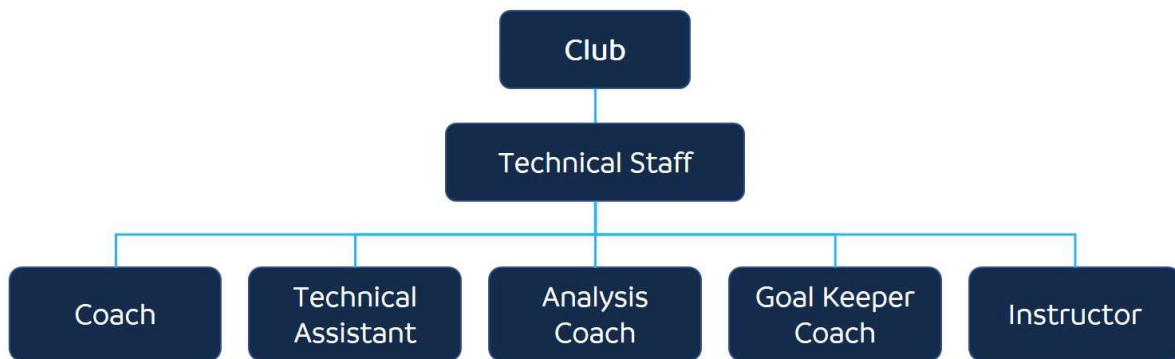 Club
Technical Staff
Coach
Technical
Assistant
Analysis
Coach
Goal Keeper
Coach
Instructor